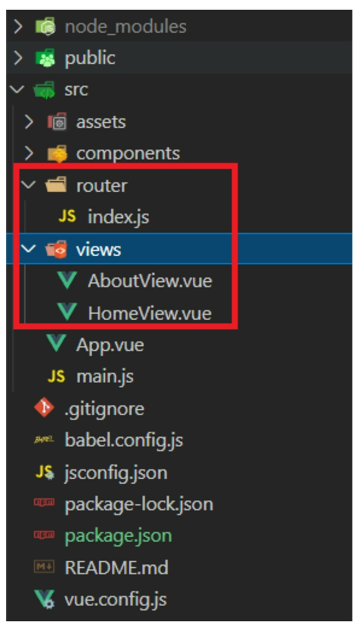 node_modules
public
src
assets
components
router
JS index.js
views
AboutView.vue
HomeView.vue
App.vue
JS main.js
.gitignore
babel.config.js
JS jsconfig.json
package-lock.json
package.json
M README.md
vue.config.js